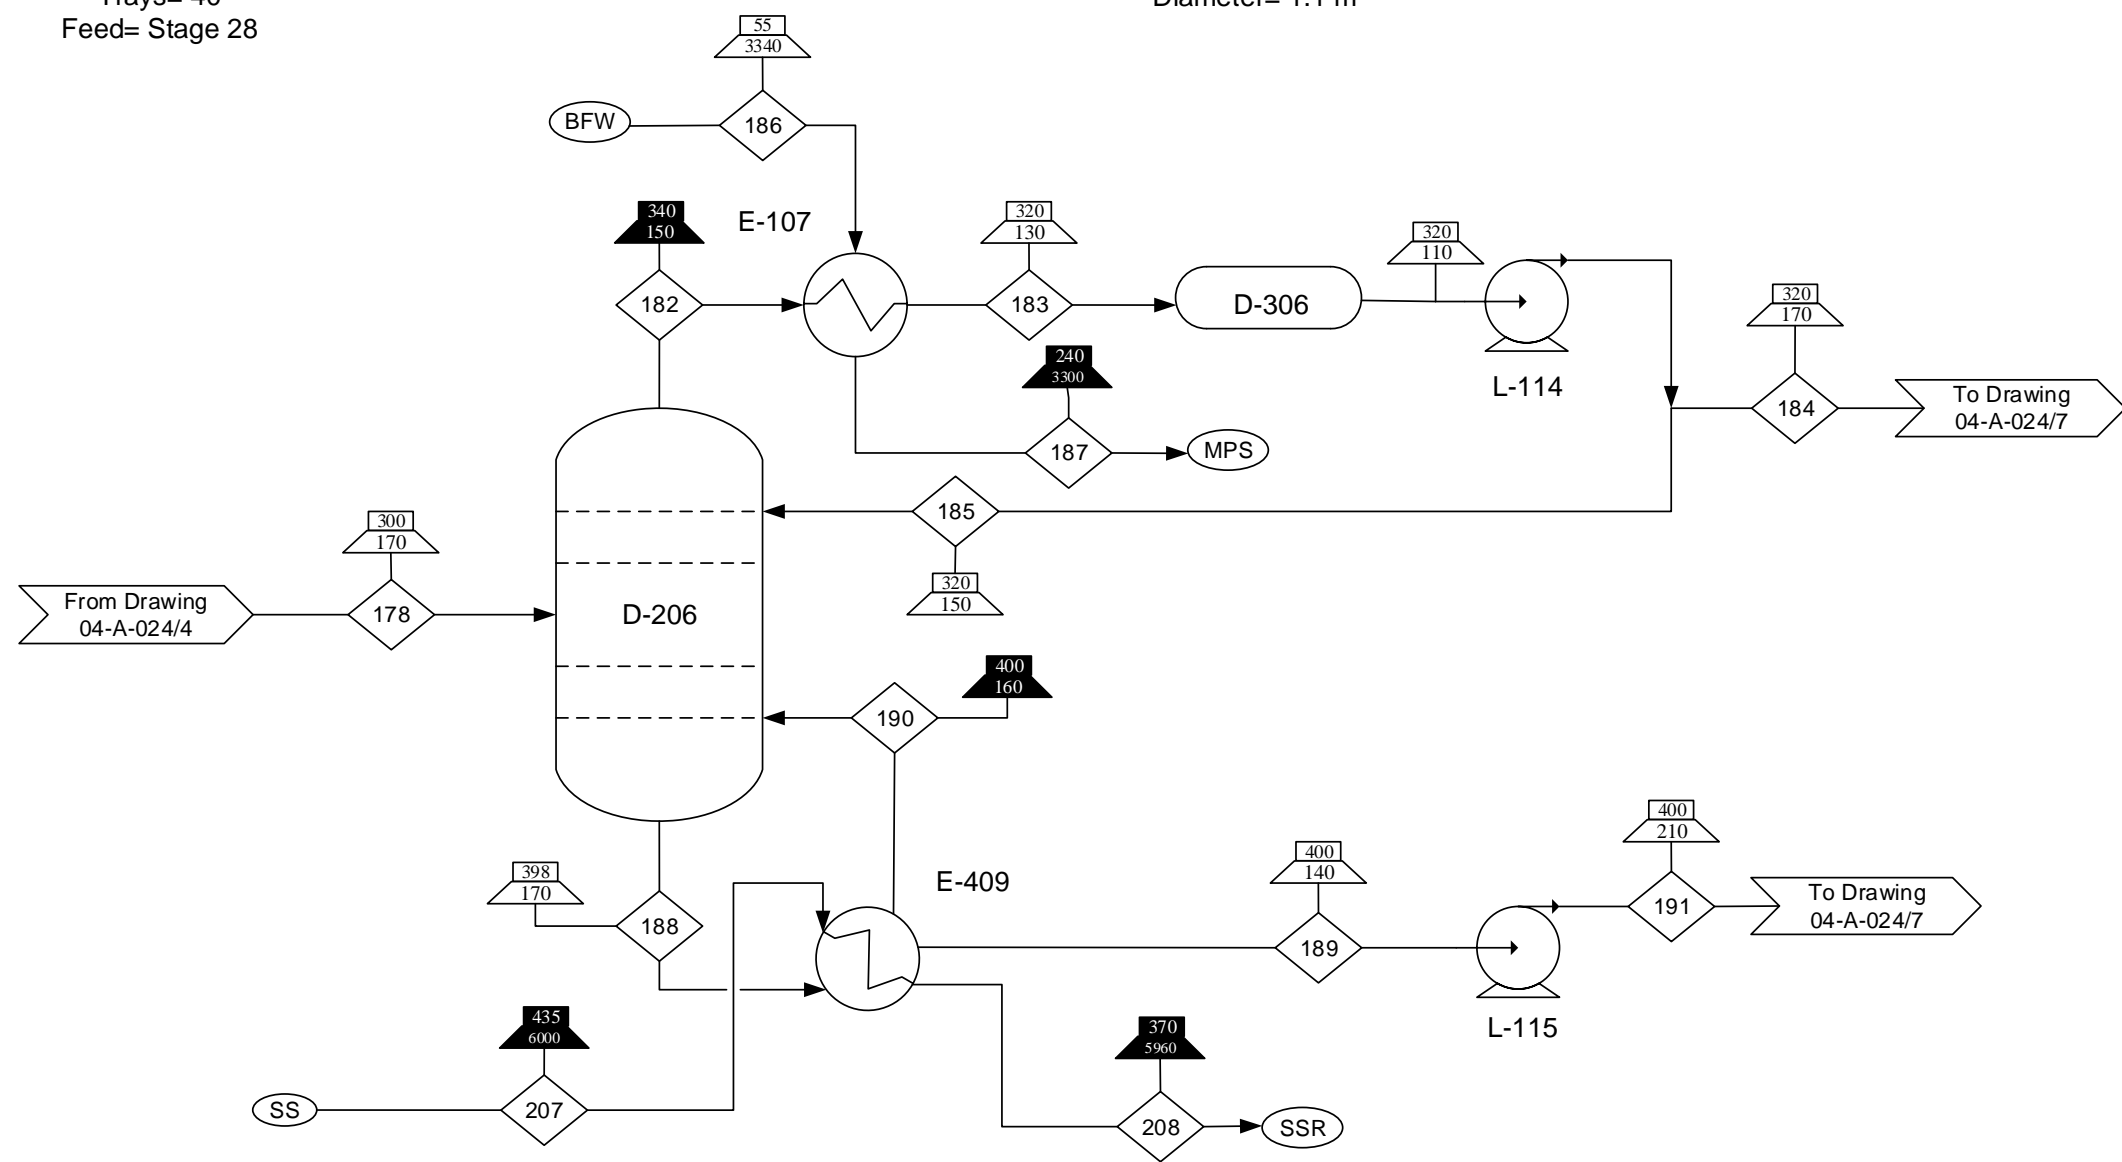 Trays= 40
Diameter= 1.1 m
Feed= Stage 28
55
3340
BFW
186
340
150
E-107
320
130
320
110
182
183
D-306
320
170
240
3300
L-114
To Drawing
04-A-024/7
184
187
MPS
300
170
185
320
150
From Drawing
04-A-024/4
178
D-206
400
160
190
400
210
398
170
E-409
400
140
To Drawing
04-A-024/7
191
188
189
435
6000
370
5960
L-115
SS
207
208
SSR